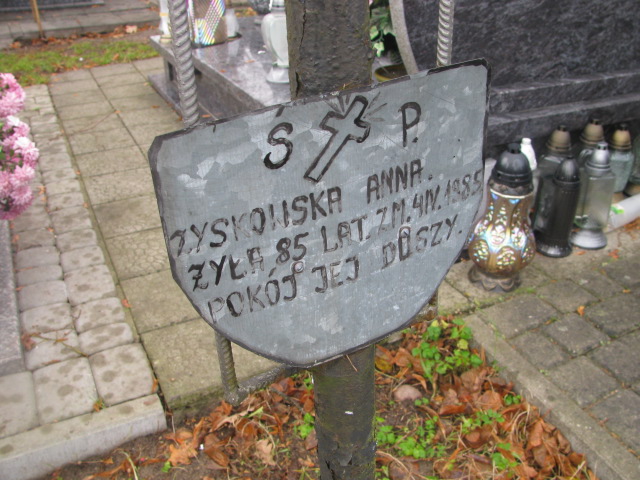 Ś P.
ZYSKOWSKA ANNA.
ŻYŁA 85 LAT. ZM. 4 IV. 1985
POKÓJ JEJ DUSZY.